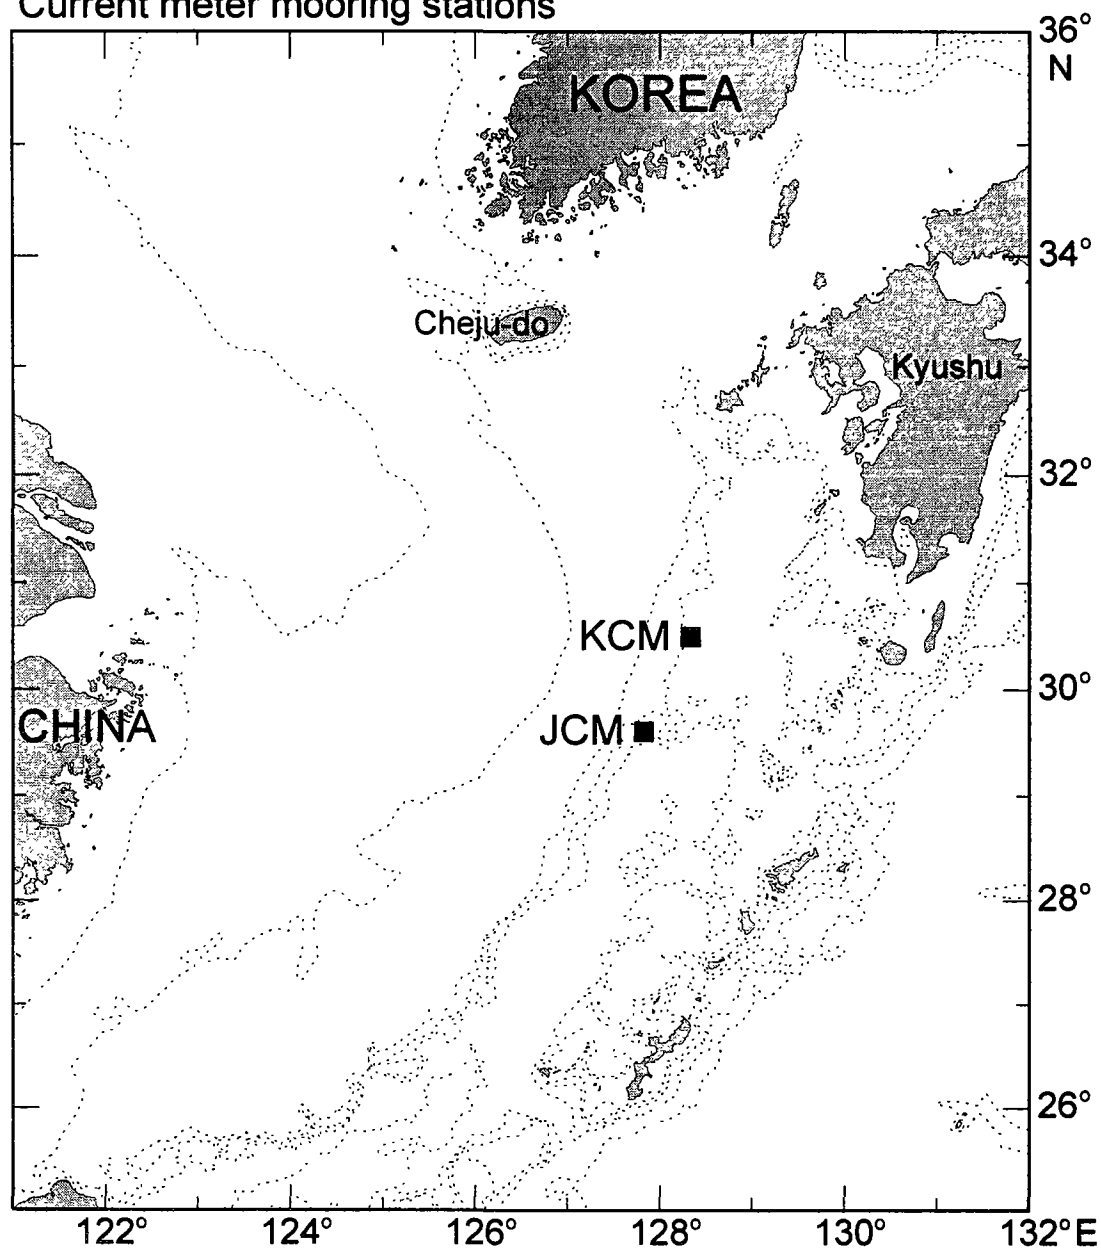 Current meter mooring stations
36°
N
KOREA
34°
Cheju-do
Kyushu
32°
KCM
30°
JCM
CHINA
28°
26°
122° 124° 126° 128° 130° 132°E